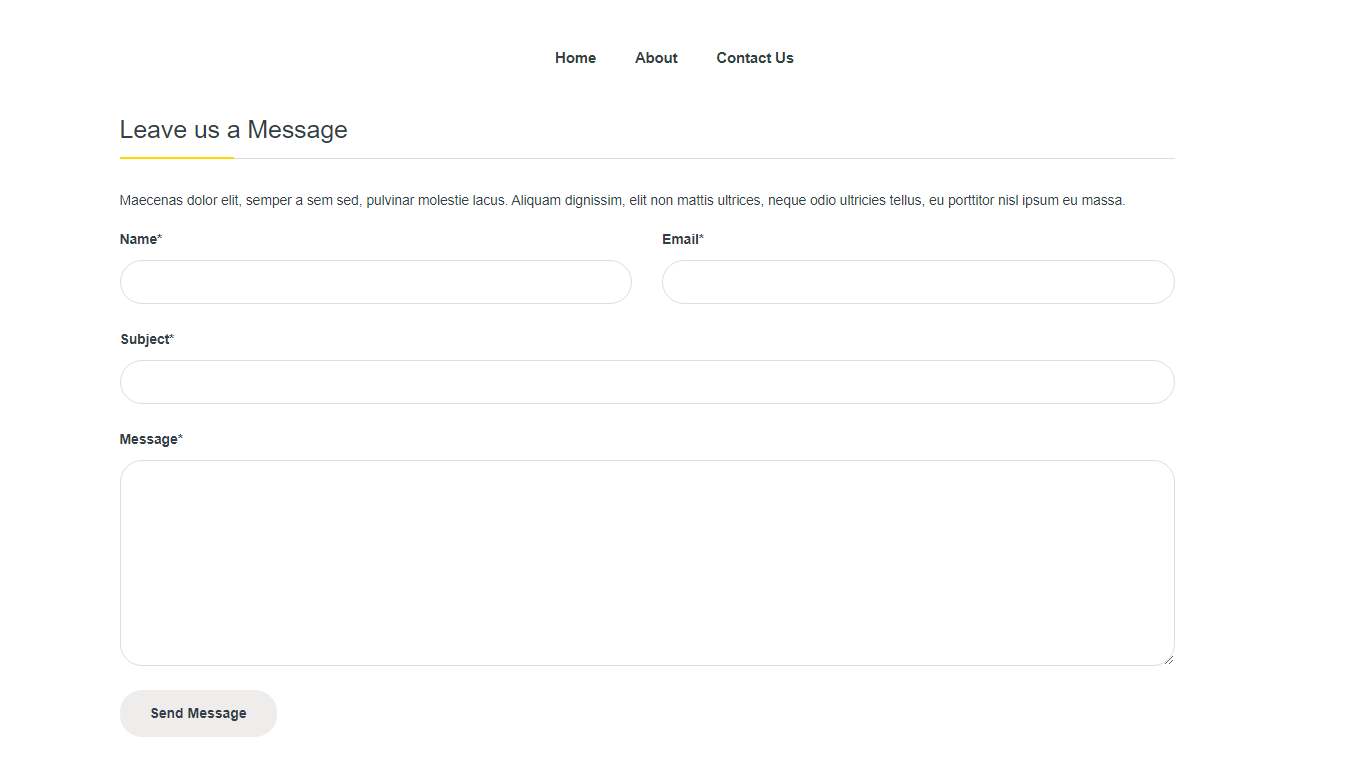 Home About Contact Us
Leave us a Message
Maecenas dolor elit, semper a sem sed, pulvinar molestie lacus. Aliquam dignissim, elit non mattis ultrices, neque odio ultricies tellus, eu porttitor nisl ipsum eu massa.
Name* Email*
Subject*
Message*
Send Message